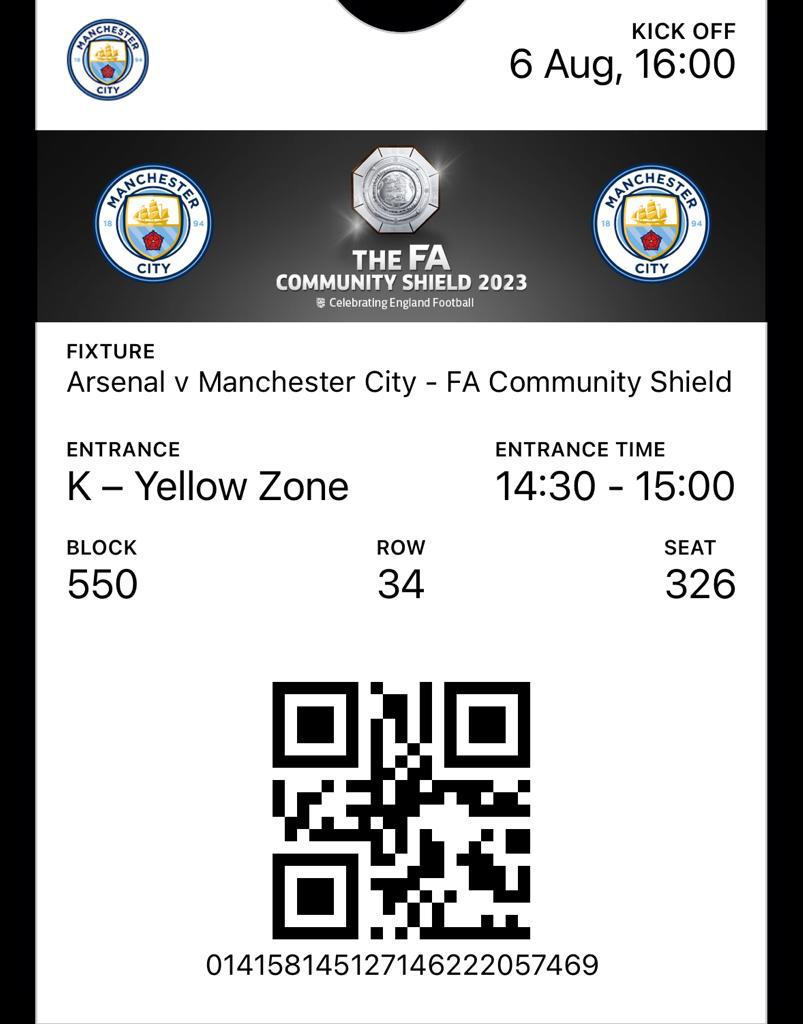 MANCHESTER
18 94
CITY
KICK OFF
6 Aug, 16:00
MANCHESTER
18 94
CITY
THE FA
COMMUNITY SHIELD 2023
Celebrating England Football
MANCHESTER
18 94
CITY
FIXTURE
Arsenal v Manchester City - FA Community Shield
ENTRANCE
K – Yellow Zone
ENTRANCE TIME
14:30 - 15:00
BLOCK
550
ROW
34
SEAT
326
014158145127146222057469